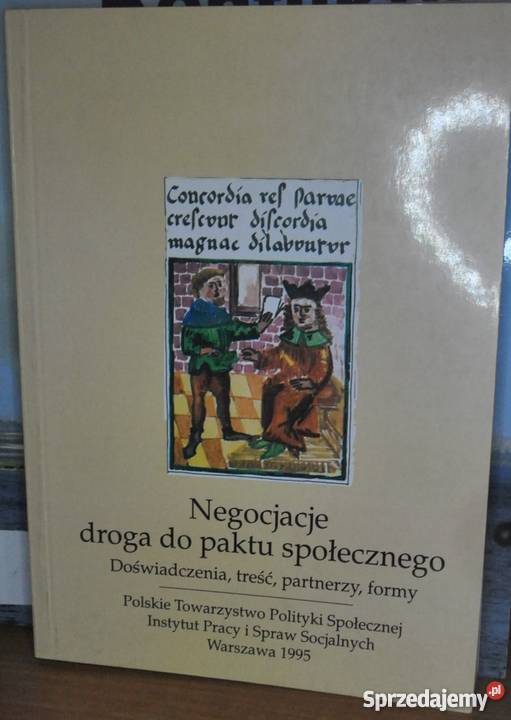 Concordia res parvae
crescunt discordia
magnae dilabuntur
Negocjacje
droga do paktu społecznego
Doświadczenia, treść, partnerzy, formy
Polskie Towarzystwo Polityki Społecznej
Instytut Pracy i Spraw Socjalnych
Warszawa 1995
Sprzedajemy.pl